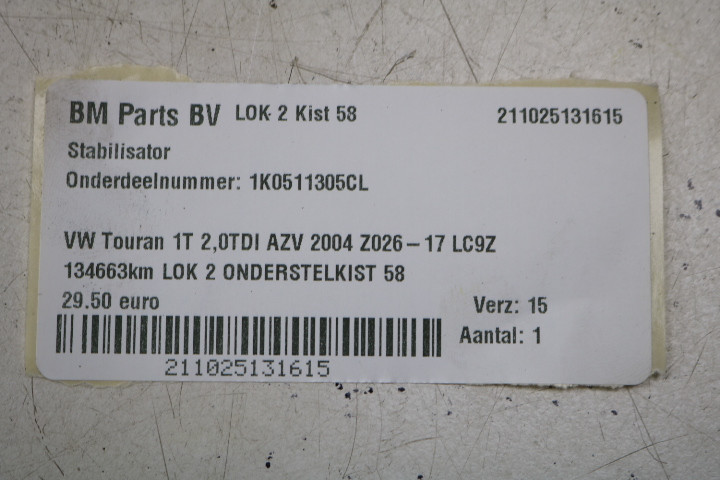 BM Parts BV LOK 2 Kist 58 211025131615
Stabilisator
Onderdeelnummer: 1K0511305CL
VW Touran 1T 2,0TDI AZV 2004 Z026-17 LC9Z
134663km LOK 2 ONDERSTELKIST 58
29.50 euro Verz: 15
Aantal: 1
211025131615